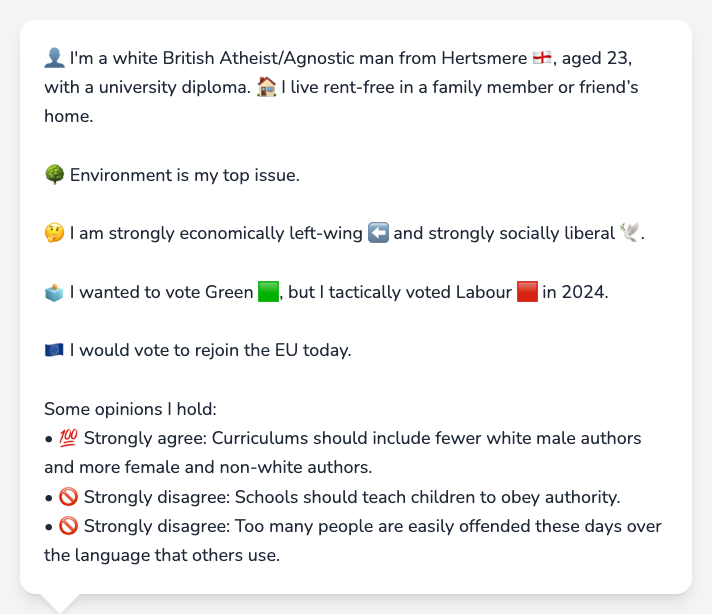 👤 I'm a white British Atheist/Agnostic man from Hertsmere 🏴󠁧󠁢󠁥󠁮󠁧󠁿, aged 23,
with a university diploma. 🏠 I live rent-free in a family member or friend’s
home.
🌳 Environment is my top issue.
🤔 I am strongly economically left-wing ⬅️ and strongly socially liberal 🕊️.
🗳️ I wanted to vote Green 🟩, but I tactically voted Labour 🟥 in 2024.
🇪🇺 I would vote to rejoin the EU today.
Some opinions I hold:
• 💯 Strongly agree: Curriculums should include fewer white male authors
and more female and non-white authors.
• 🚫 Strongly disagree: Schools should teach children to obey authority.
• 🚫 Strongly disagree: Too many people are easily offended these days over
the language that others use.